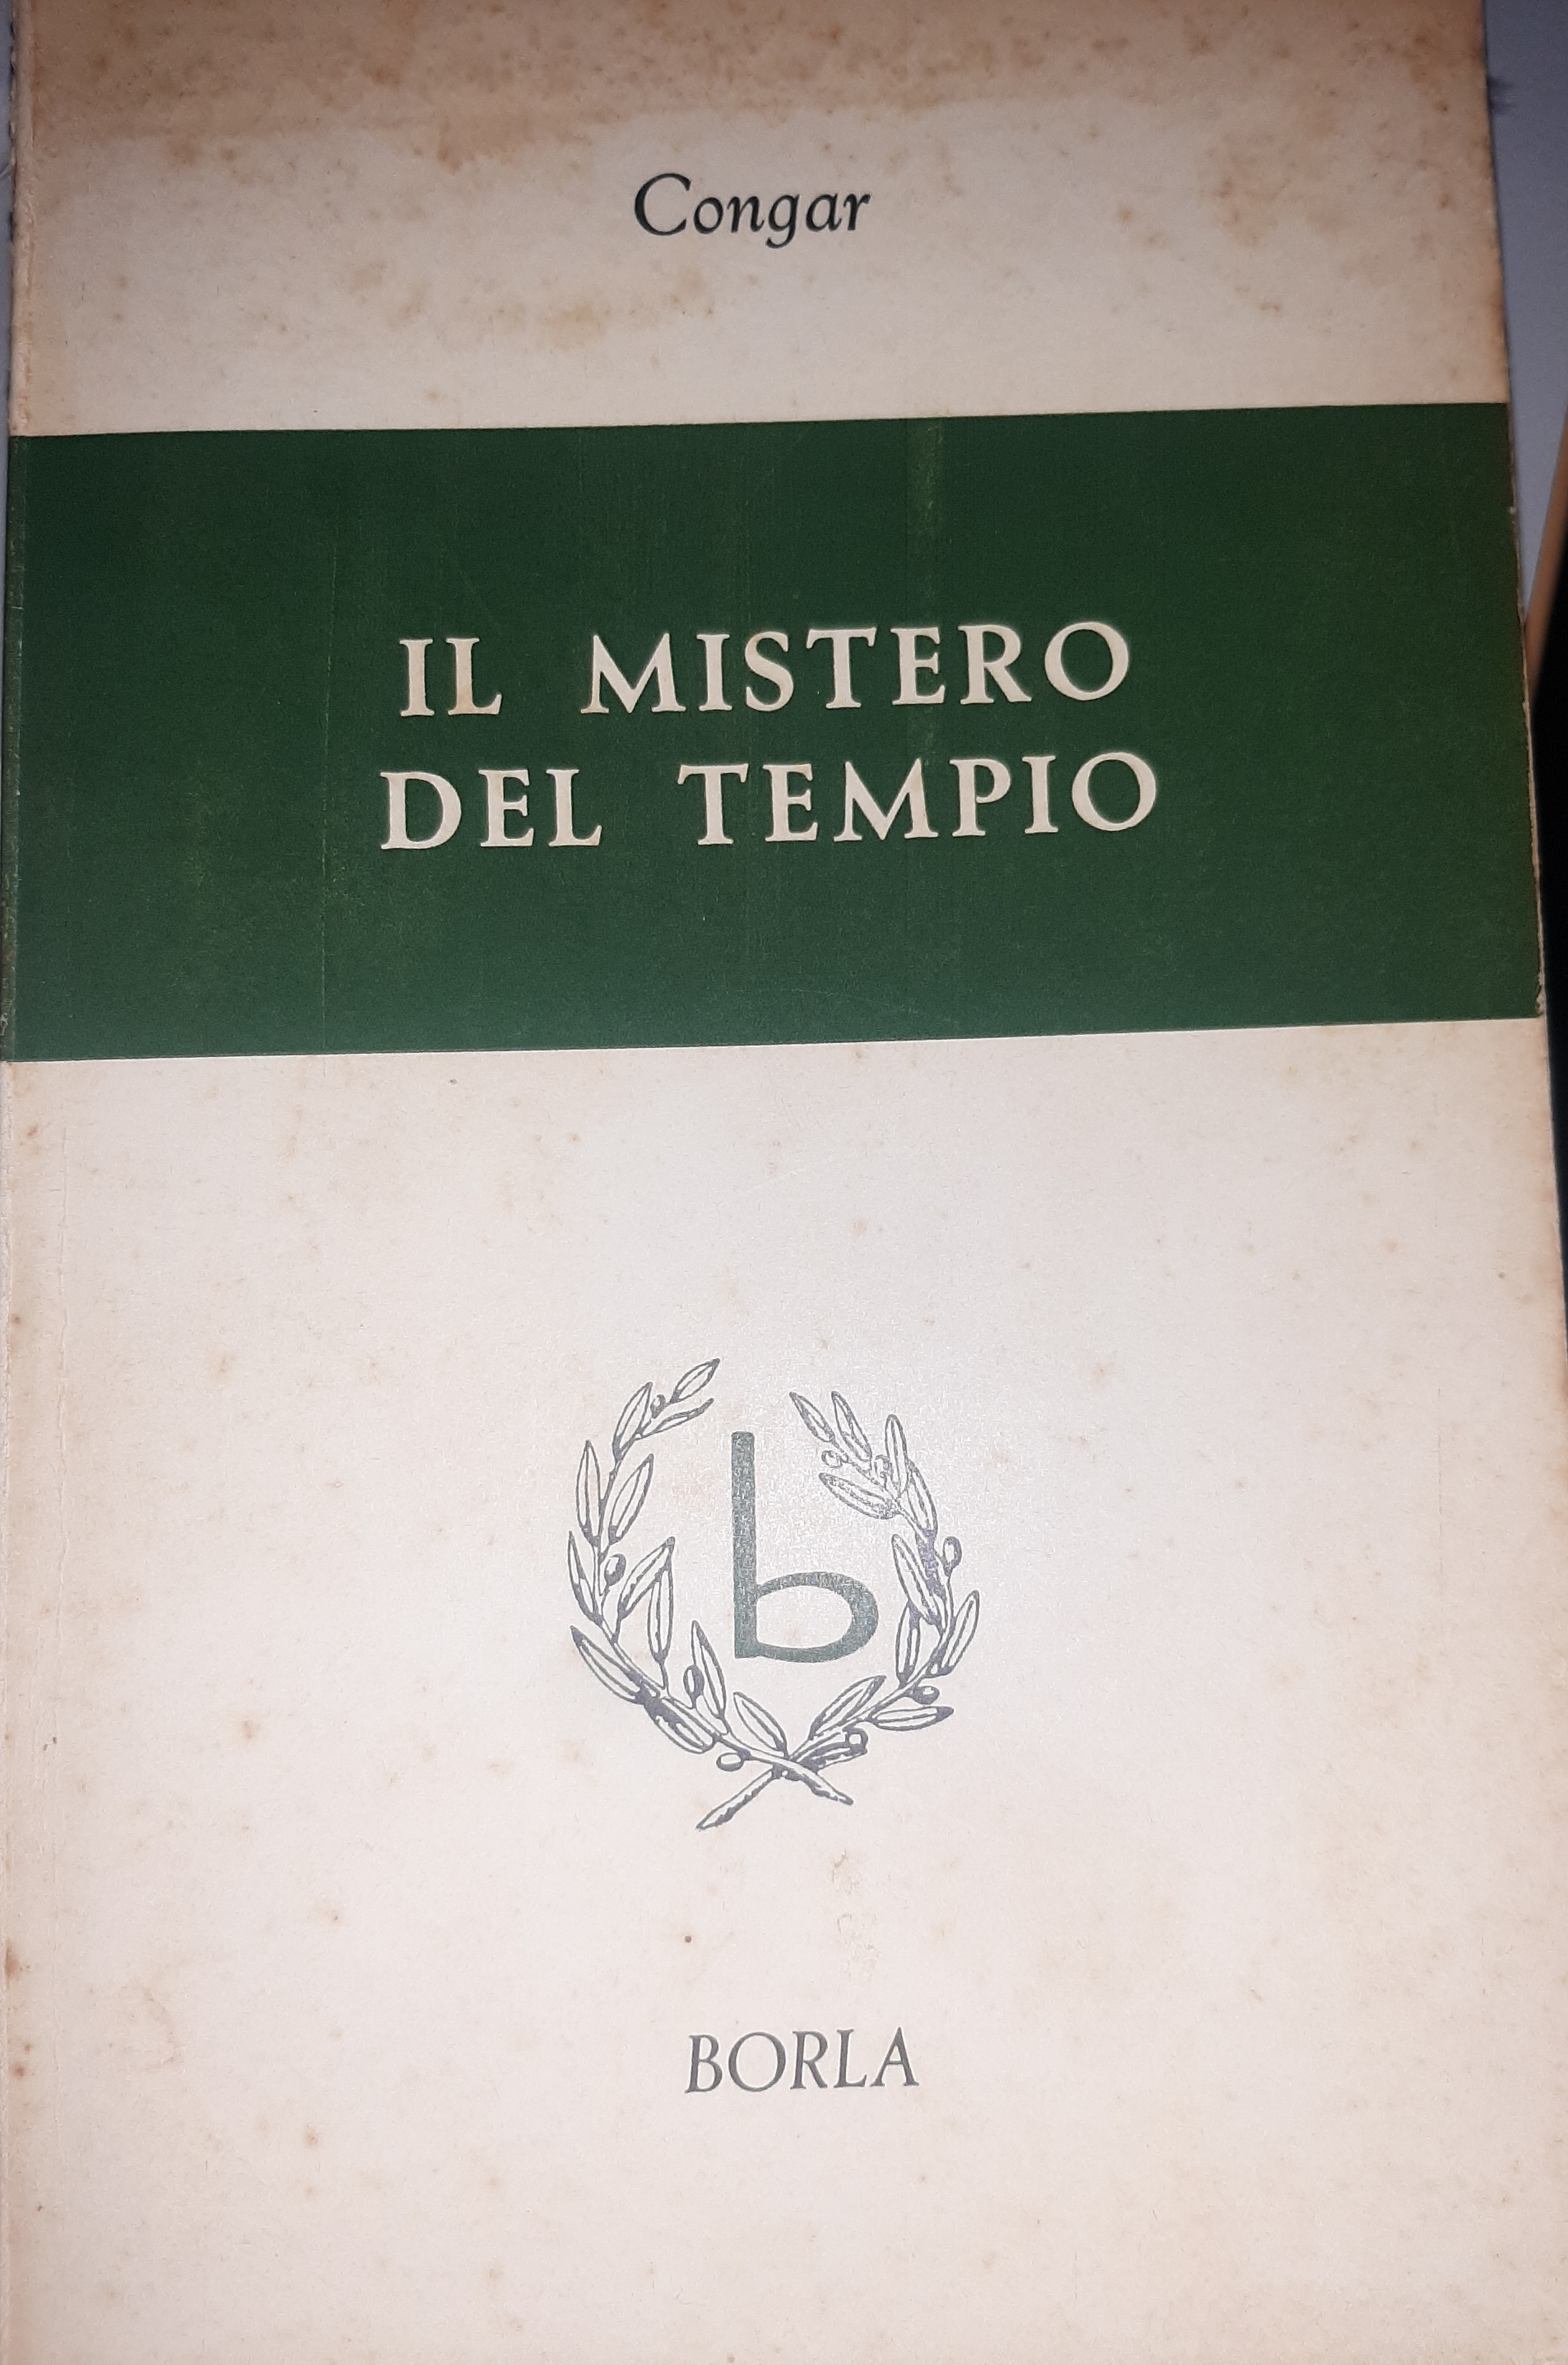 Congar
IL MISTERO
DEL TEMPIO
b
BORLA